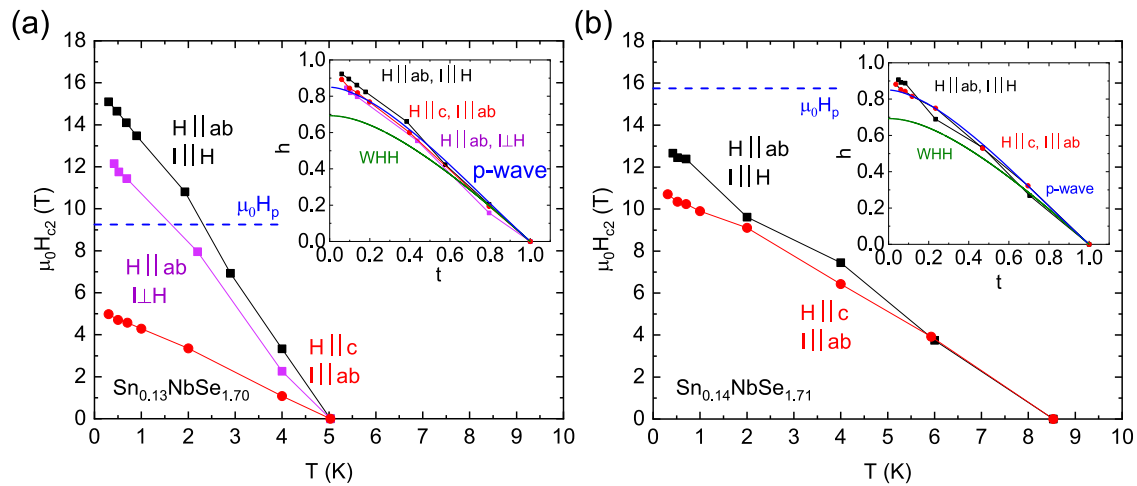 (a)
18
16
14
12
10
8
6
4
2
0
μ₀H_c2 (T)
0 1 2 3 4 5 6 7 8 9 10
T (K)
H||ab
I||H
μ₀H_p
H||ab
I⊥H
H||c
I||ab
Sn₀.₁₃NbSe₁.₇₀
1.0
0.8
0.6
0.4
0.2
0.0
h
0.0 0.2 0.4 0.6 0.8 1.0
t
H||ab, I||H
H||c, I||ab
H||ab, I⊥H
WHH
p-wave
(b)
18
16
14
12
10
8
6
4
2
0
μ₀H_c2 (T)
0 1 2 3 4 5 6 7 8 9 10
T (K)
μ₀H_p
H||ab
I||H
H||c
I||ab
Sn₀.₁₄NbSe₁.₇₁
1.0
0.8
0.6
0.4
0.2
0.0
h
0.0 0.2 0.4 0.6 0.8 1.0
t
H||ab, I||H
H||c, I||ab
WHH
p-wave